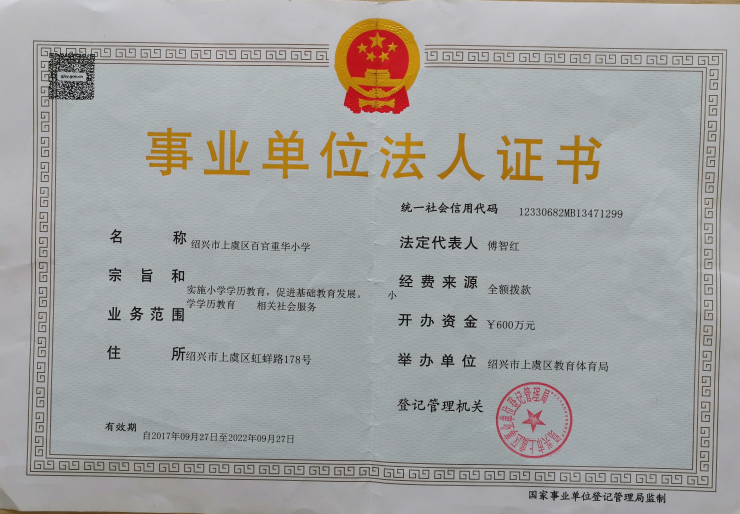 gjsy.gov.cn
事业单位法人证书
统一社会信用代码 12330682MB13471299
名称 绍兴市上虞区百官重华小学
法定代表人 傅智红
宗旨和
业务范围
实施小学学历教育，促进基础教育发展。 小
学学历教育 相关社会服务
经费来源 全额拨款
开办资金 ￥600万元
住所 绍兴市上虞区虹蛘路178号
举办单位 绍兴市上虞区教育体育局
登记管理机关
有效期 自2017年09月27日至2022年09月27日
国家事业单位登记管理局监制